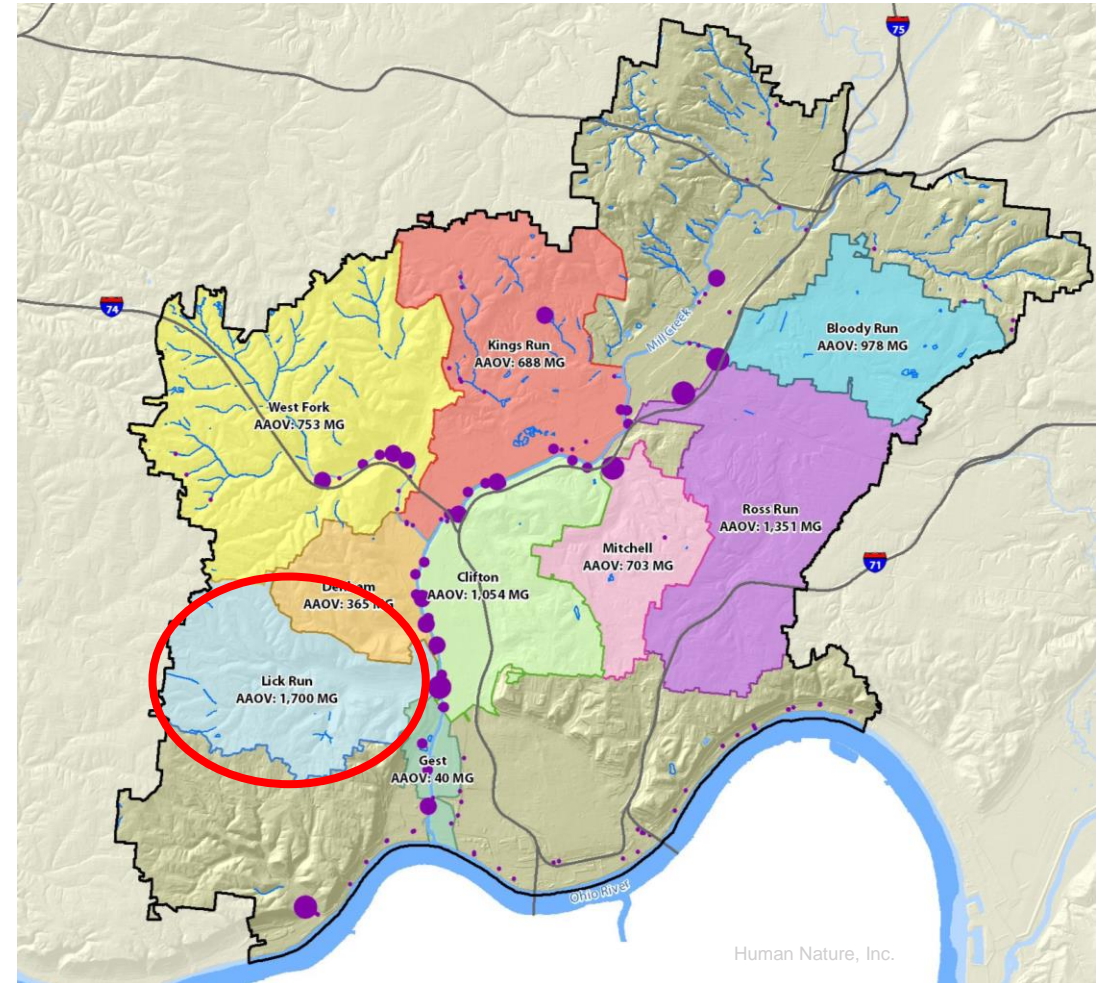 75
74
Mill Creek
Bloody Run
AAOV: 978 MG
Kings Run
AAOV: 688 MG
West Fork
AAOV: 753 MG
Ross Run
AAOV: 1,351 MG
Mitchell
AAOV: 703 MG
71
Clifton
AAOV: 1,054 MG
Denham
AAOV: 365 MG
Lick Run
AAOV: 1,700 MG
Gest
AAOV: 40 MG
Ohio River
Human Nature, Inc.